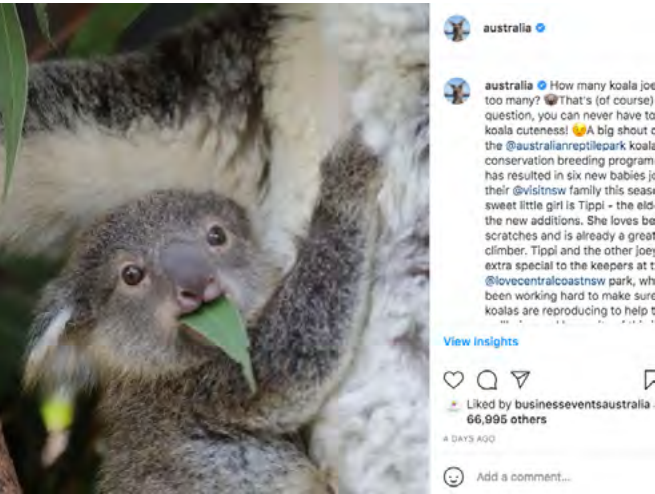 australia
australia How many koala joe
too many? That's (of course)
question, you can never have to
koala cuteness! A big shout o
the @australianreptilepark koala
conservation breeding program
has resulted in six new babies jo
their @visitnsw family this seas
sweet little girl is Tippi - the eld
the new additions. She loves be
scratches and is already a great
climber. Tippi and the other joey
extra special to the keepers at t
@lovecentralcoastnsw park, wh
been working hard to make sure
koalas are reproducing to help t
View Insights
Liked by businesseventsaustralia
66,995 others
4 DAYS AGO
Add a comment...